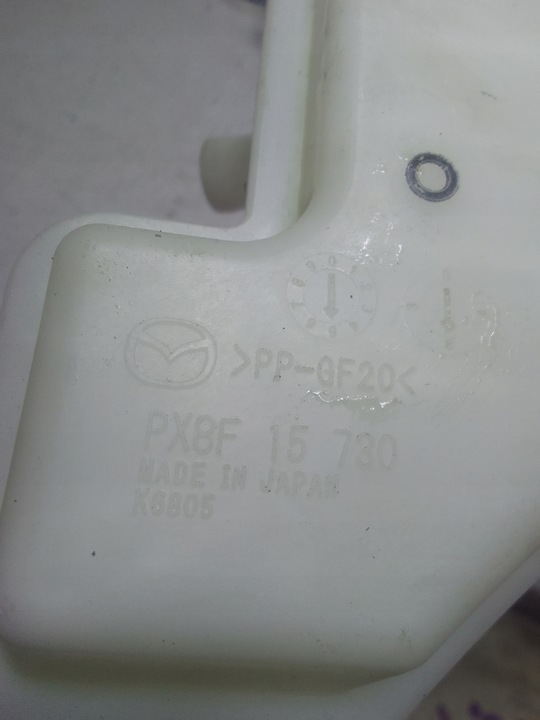 >PP-GF20<
PX8F 15 730
MADE IN JAPAN
K6805